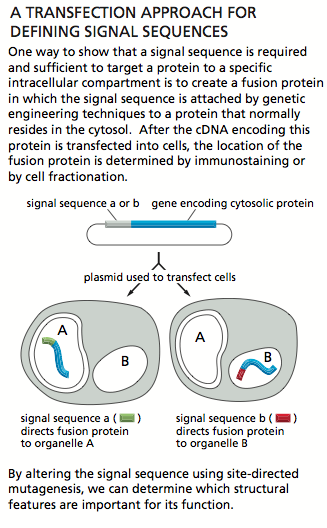 A TRANSFECTION APPROACH FOR
DEFINING SIGNAL SEQUENCES
One way to show that a signal sequence is required
and sufficient to target a protein to a specific
intracellular compartment is to create a fusion protein
in which the signal sequence is attached by genetic
engineering techniques to a protein that normally
resides in the cytosol. After the cDNA encoding this
protein is transfected into cells, the location of the
fusion protein is determined by immunostaining or
by cell fractionation.
signal sequence a or b gene encoding cytosolic protein
plasmid used to transfect cells
A
B
A
B
signal sequence a ( )
directs fusion protein
to organelle A
signal sequence b ( )
directs fusion protein
to organelle B
By altering the signal sequence using site-directed
mutagenesis, we can determine which structural
features are important for its function.